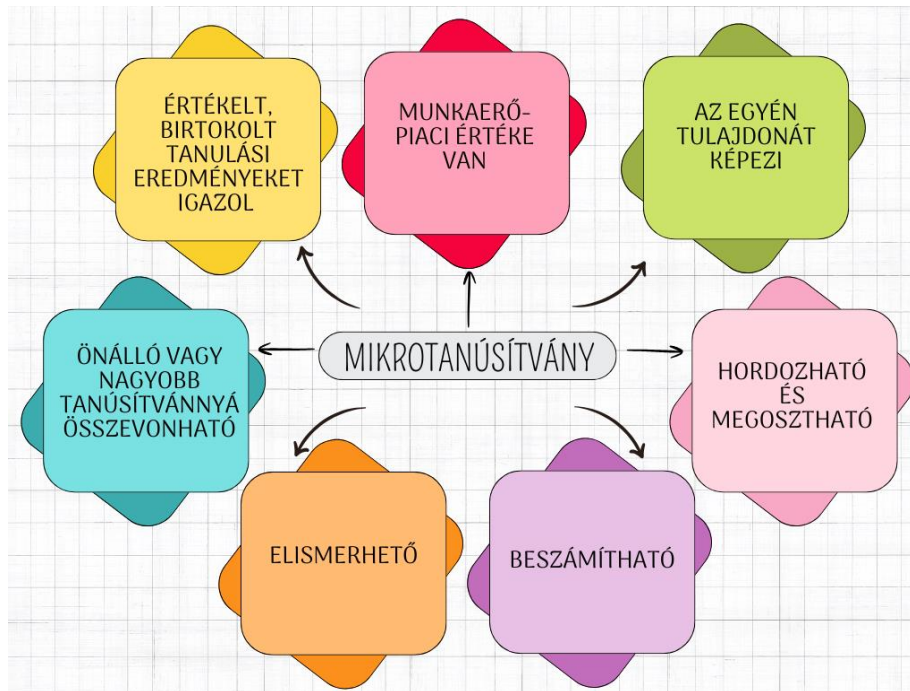 ÉRTÉKELT,
BIRTOKOLT
TANULÁSI
EREDMÉNYEKET
IGAZOL
MUNKAERŐ-
PIACI ÉRTÉKE
VAN
AZ EGYÉN
TULAJDONÁT
KÉPEZI
ÖNÁLLÓ VAGY
NAGYOBB
TANÚSÍTVÁNNYÁ
ÖSSZEVONHATÓ
MIKROTANÚSÍTVÁNY
HORDOZHATÓ
ÉS
MEGOSZTHATÓ
ELISMERHETŐ
BESZÁMÍTHATÓ